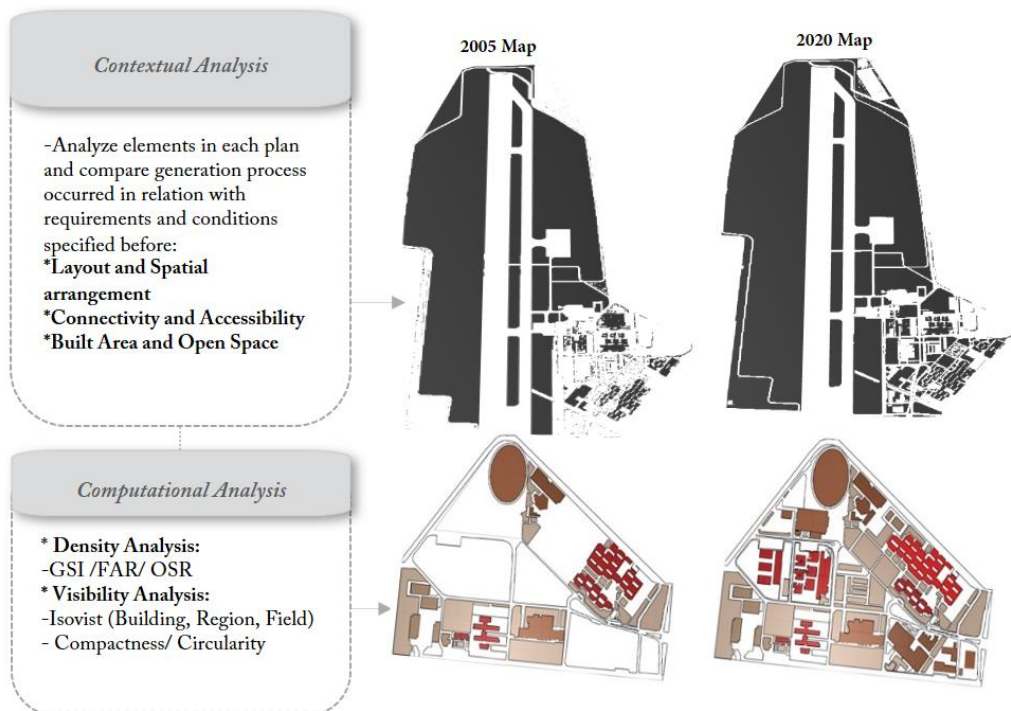 Contextual Analysis
-Analyze elements in each plan
and compare generation process
occurred in relation with
requirements and conditions
specified before:
*Layout and Spatial
arrangement
*Connectivity and Accessibility
*Built Area and Open Space
2005 Map
2020 Map
Computational Analysis
* Density Analysis:
-GSI /FAR/ OSR
* Visibility Analysis:
-Isovist (Building, Region, Field)
- Compactness/ Circularity